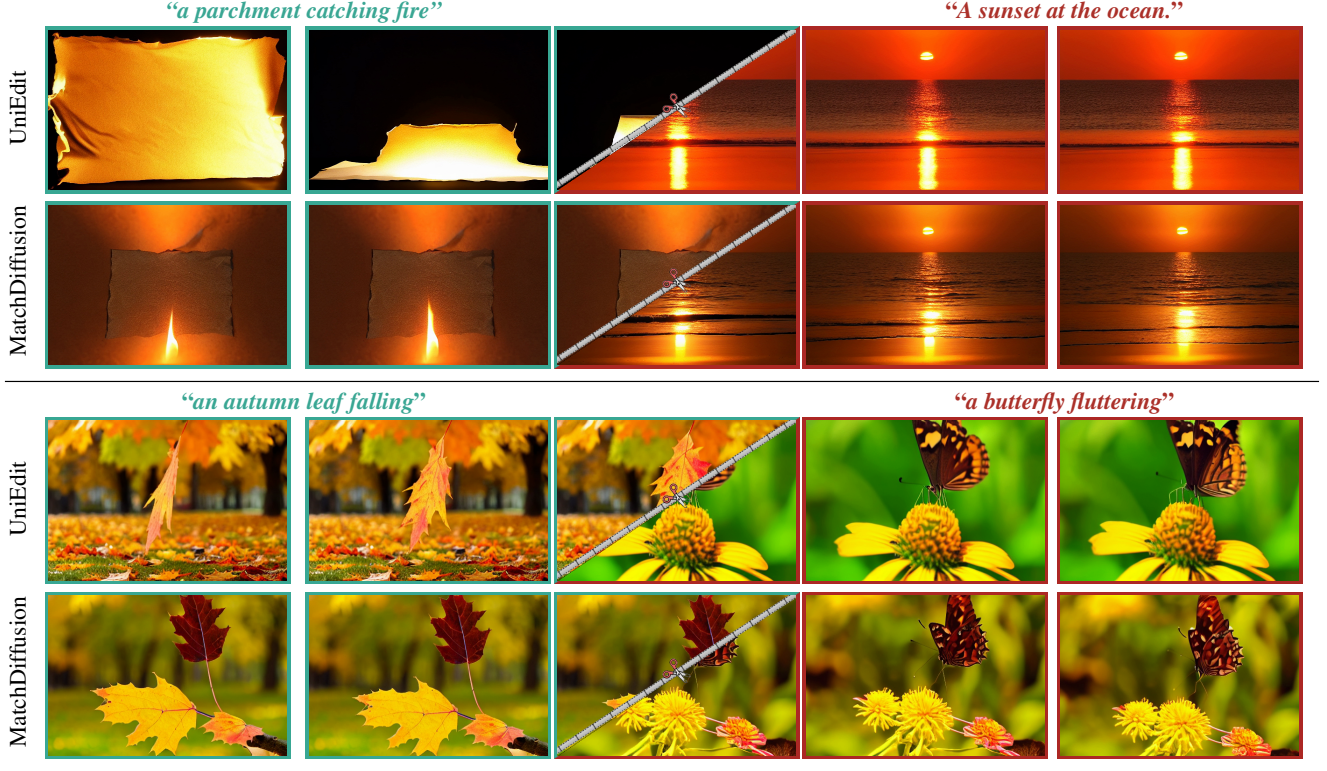 “a parchment catching fire” “A sunset at the ocean.”
UniEdit
MatchDiffusion
“an autumn leaf falling” “a butterfly fluttering”
UniEdit
MatchDiffusion